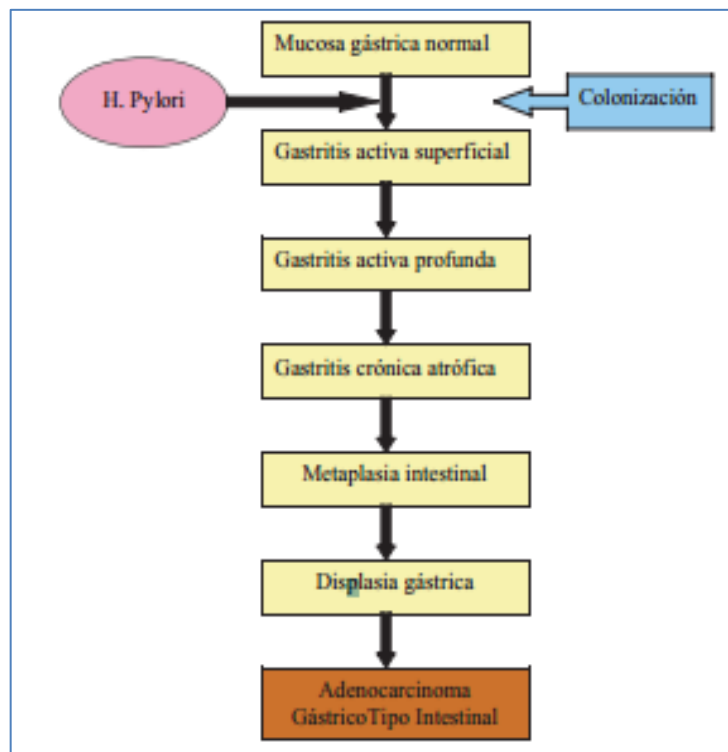 Mucosa gástrica normal
H. Pylori
Colonización
Gastritis activa superficial
Gastritis activa profunda
Gastritis crónica atrófica
Metaplasia intestinal
Displasia gástrica
Adenocarcinoma
GástricoTipo Intestinal